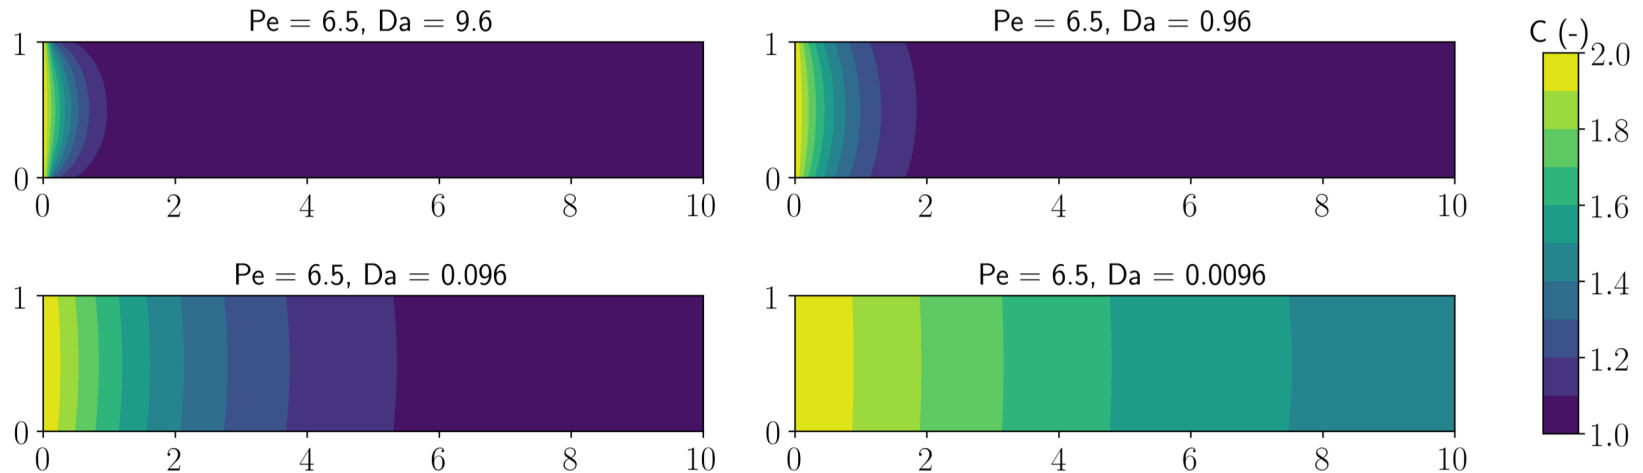 Pe = 6.5, Da = 9.6
1
0
0 2 4 6 8 10
Pe = 6.5, Da = 0.96
1
0
0 2 4 6 8 10
Pe = 6.5, Da = 0.096
1
0
0 2 4 6 8 10
Pe = 6.5, Da = 0.0096
1
0
0 2 4 6 8 10
C (-)
2.0
1.8
1.6
1.4
1.2
1.0